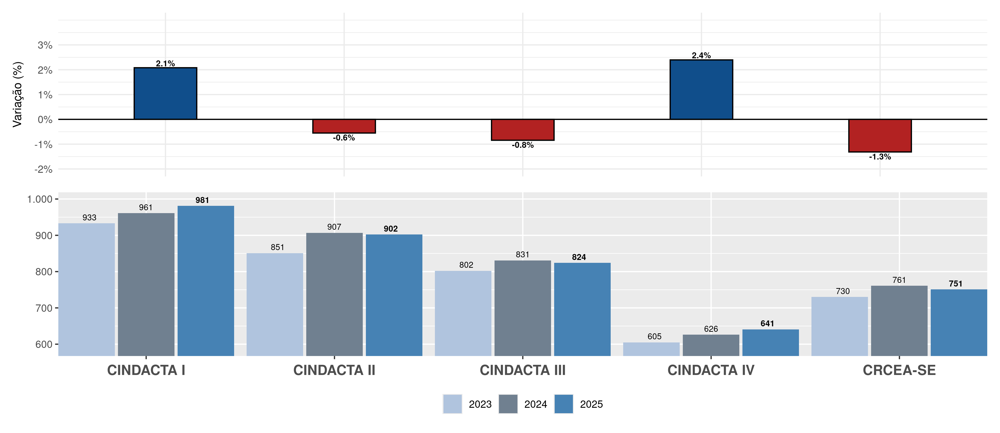 Variação (%)
3%
2%
1%
0%
-1%
-2%
2.1%
-0.6%
-0.8%
2.4%
-1.3%
1.000
900
800
700
600
933 961 981
851 907 902
802 831 824
605 626 641
730 761 751
CINDACTA I CINDACTA II CINDACTA III CINDACTA IV CRCEA-SE
2023 2024 2025